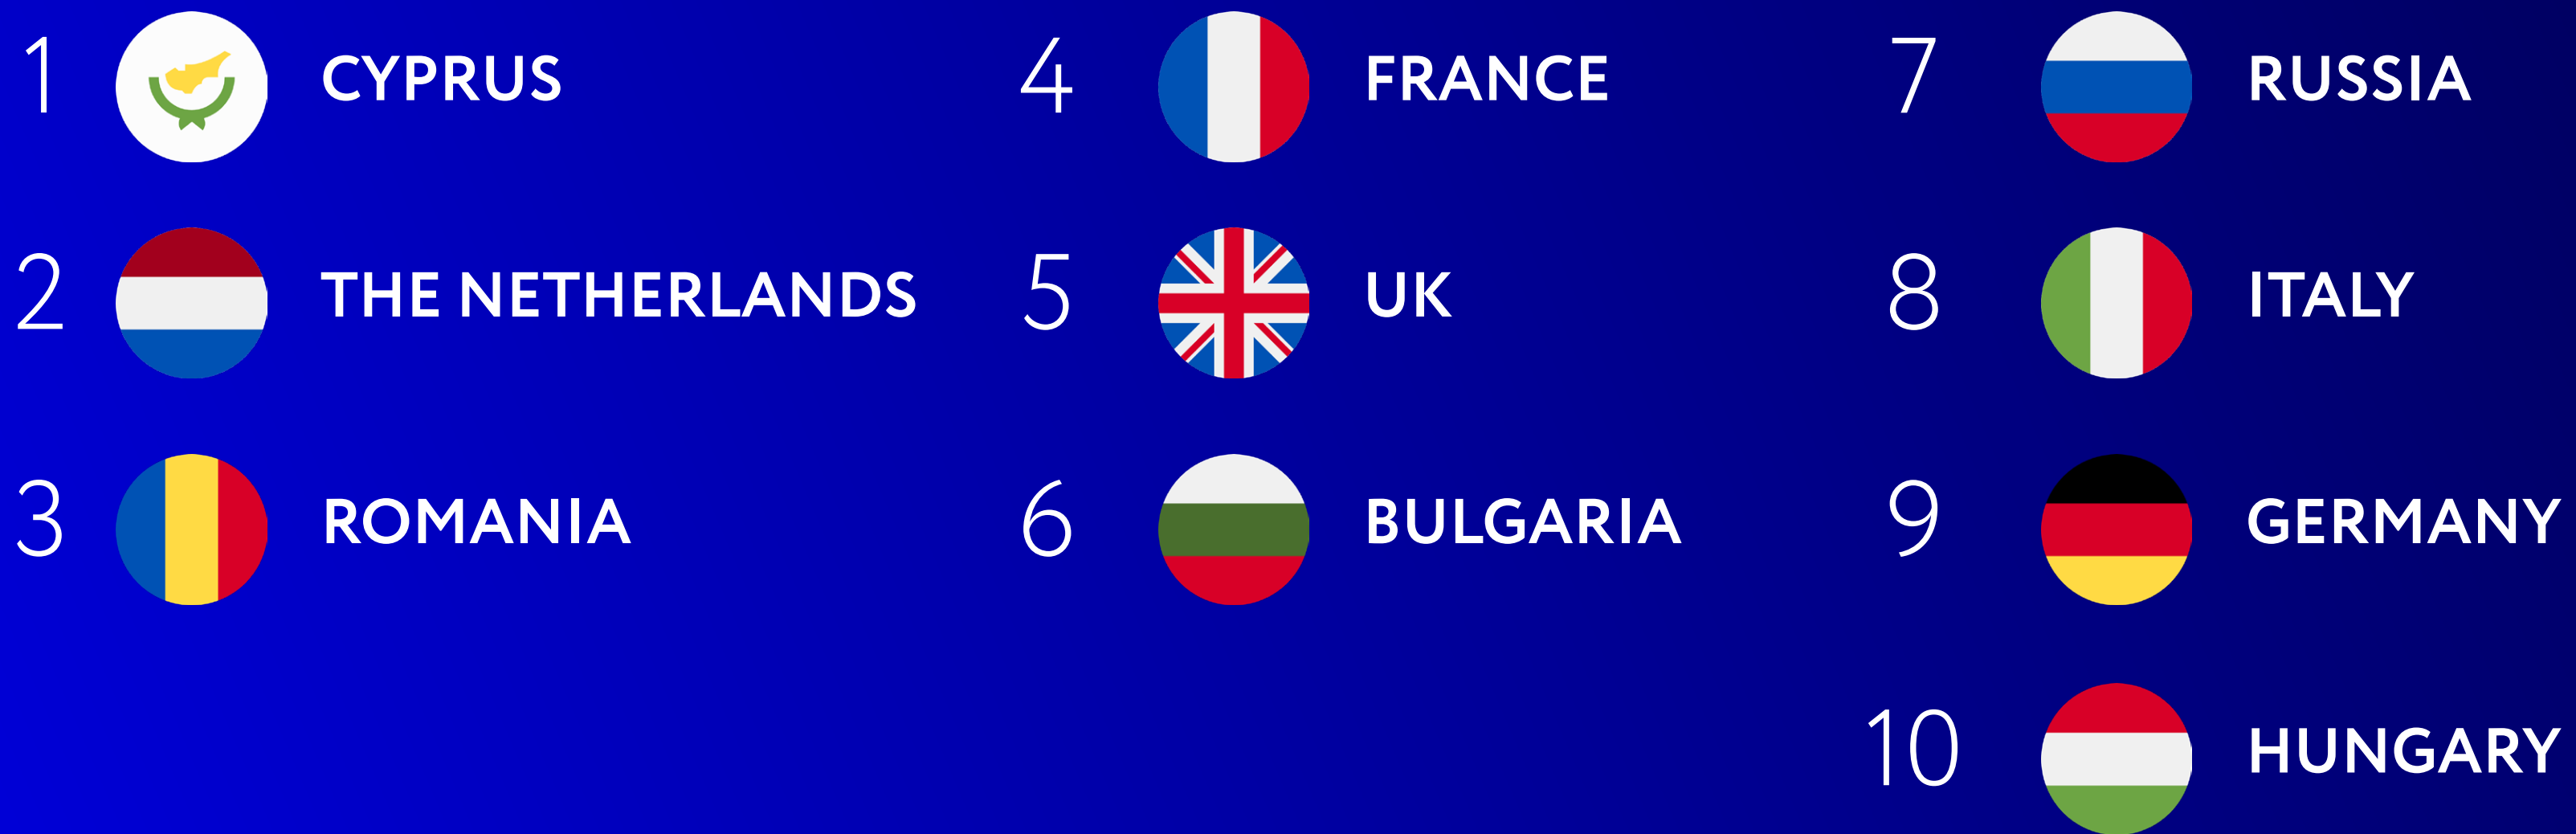 1 CYPRUS
2 THE NETHERLANDS
3 ROMANIA
4 FRANCE
5 UK
6 BULGARIA
7 RUSSIA
8 ITALY
9 GERMANY
10 HUNGARY